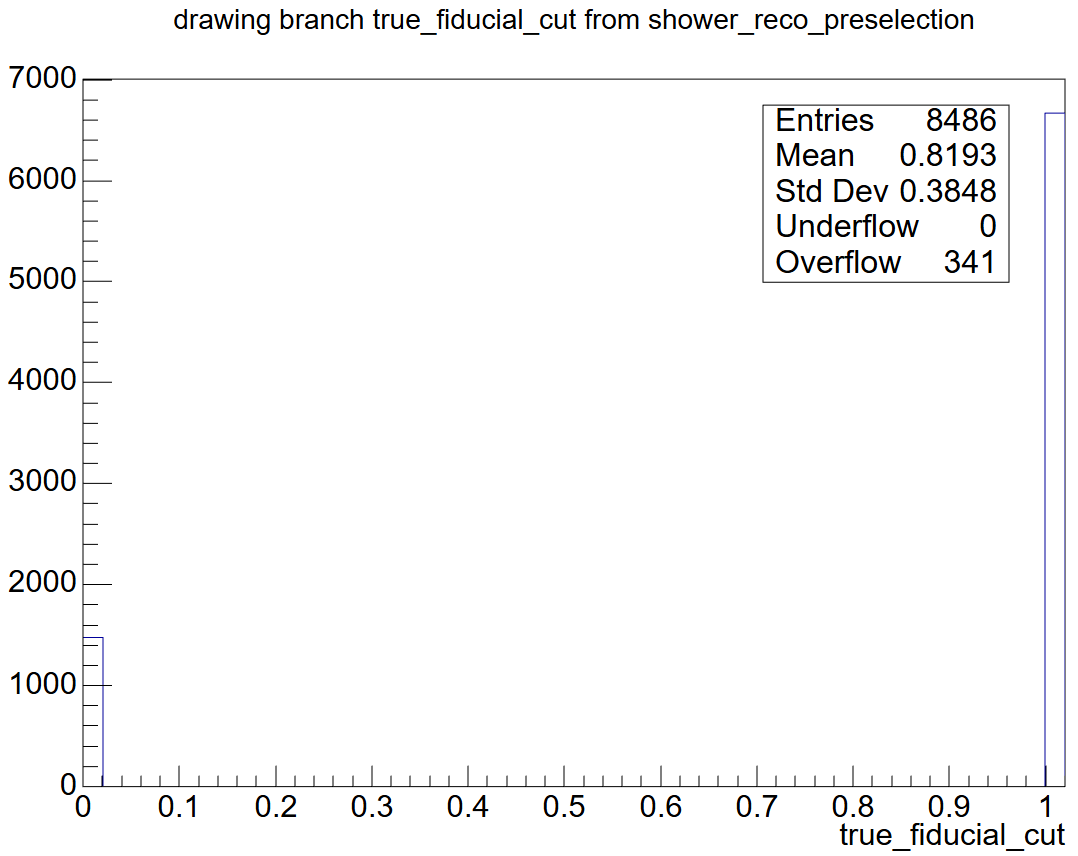 drawing branch true_fiducial_cut from shower_reco_preselection
7000
6000
5000
4000
3000
2000
1000
0
Entries 8486
Mean 0.8193
Std Dev 0.3848
Underflow 0
Overflow 341
0 0.1 0.2 0.3 0.4 0.5 0.6 0.7 0.8 0.9 1
true_fiducial_cut